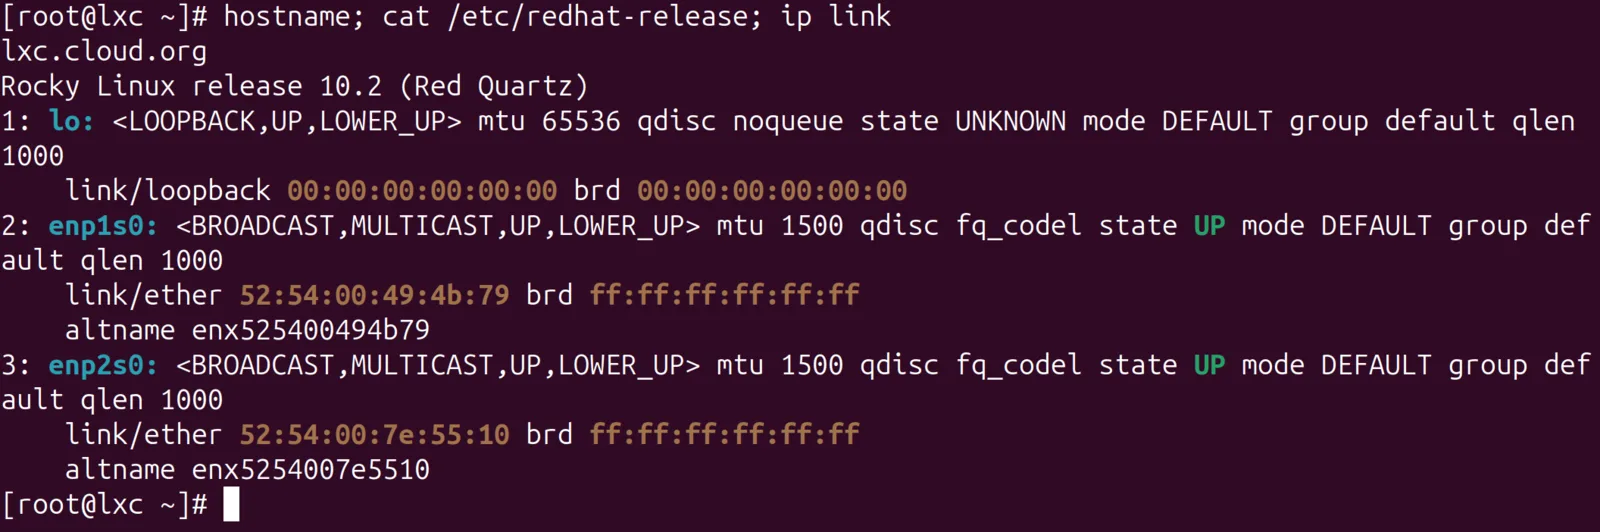 [root@lxc ~]# hostname; cat /etc/redhat-release; ip link
lxc.cloud.org
Rocky Linux release 10.2 (Red Quartz)
1: lo: <LOOPBACK,UP,LOWER_UP> mtu 65536 qdisc noqueue state UNKNOWN mode DEFAULT group default qlen
1000
    link/loopback 00:00:00:00:00:00 brd 00:00:00:00:00:00
2: enp1s0: <BROADCAST,MULTICAST,UP,LOWER_UP> mtu 1500 qdisc fq_codel state UP mode DEFAULT group def
ault qlen 1000
    link/ether 52:54:00:49:4b:79 brd ff:ff:ff:ff:ff:ff
    altname enx525400494b79
3: enp2s0: <BROADCAST,MULTICAST,UP,LOWER_UP> mtu 1500 qdisc fq_codel state UP mode DEFAULT group def
ault qlen 1000
    link/ether 52:54:00:7e:55:10 brd ff:ff:ff:ff:ff:ff
    altname enx5254007e5510
[root@lxc ~]#